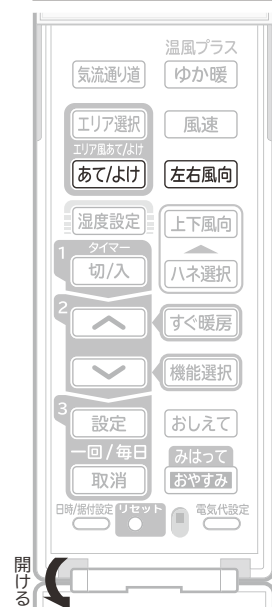 温風プラス
気流通り道 ゆか暖
エリア選択 風速
エリア風あて/よけ
あて/よけ 左右風向
湿度設定 上下風向
1 タイマー
切/入 ハネ選択
2 すぐ暖房
機能選択
3 設定 おしえて
一回/毎日 みはって
取消 おやすみ
日時/据付設定 リセット 電気代設定
開ける